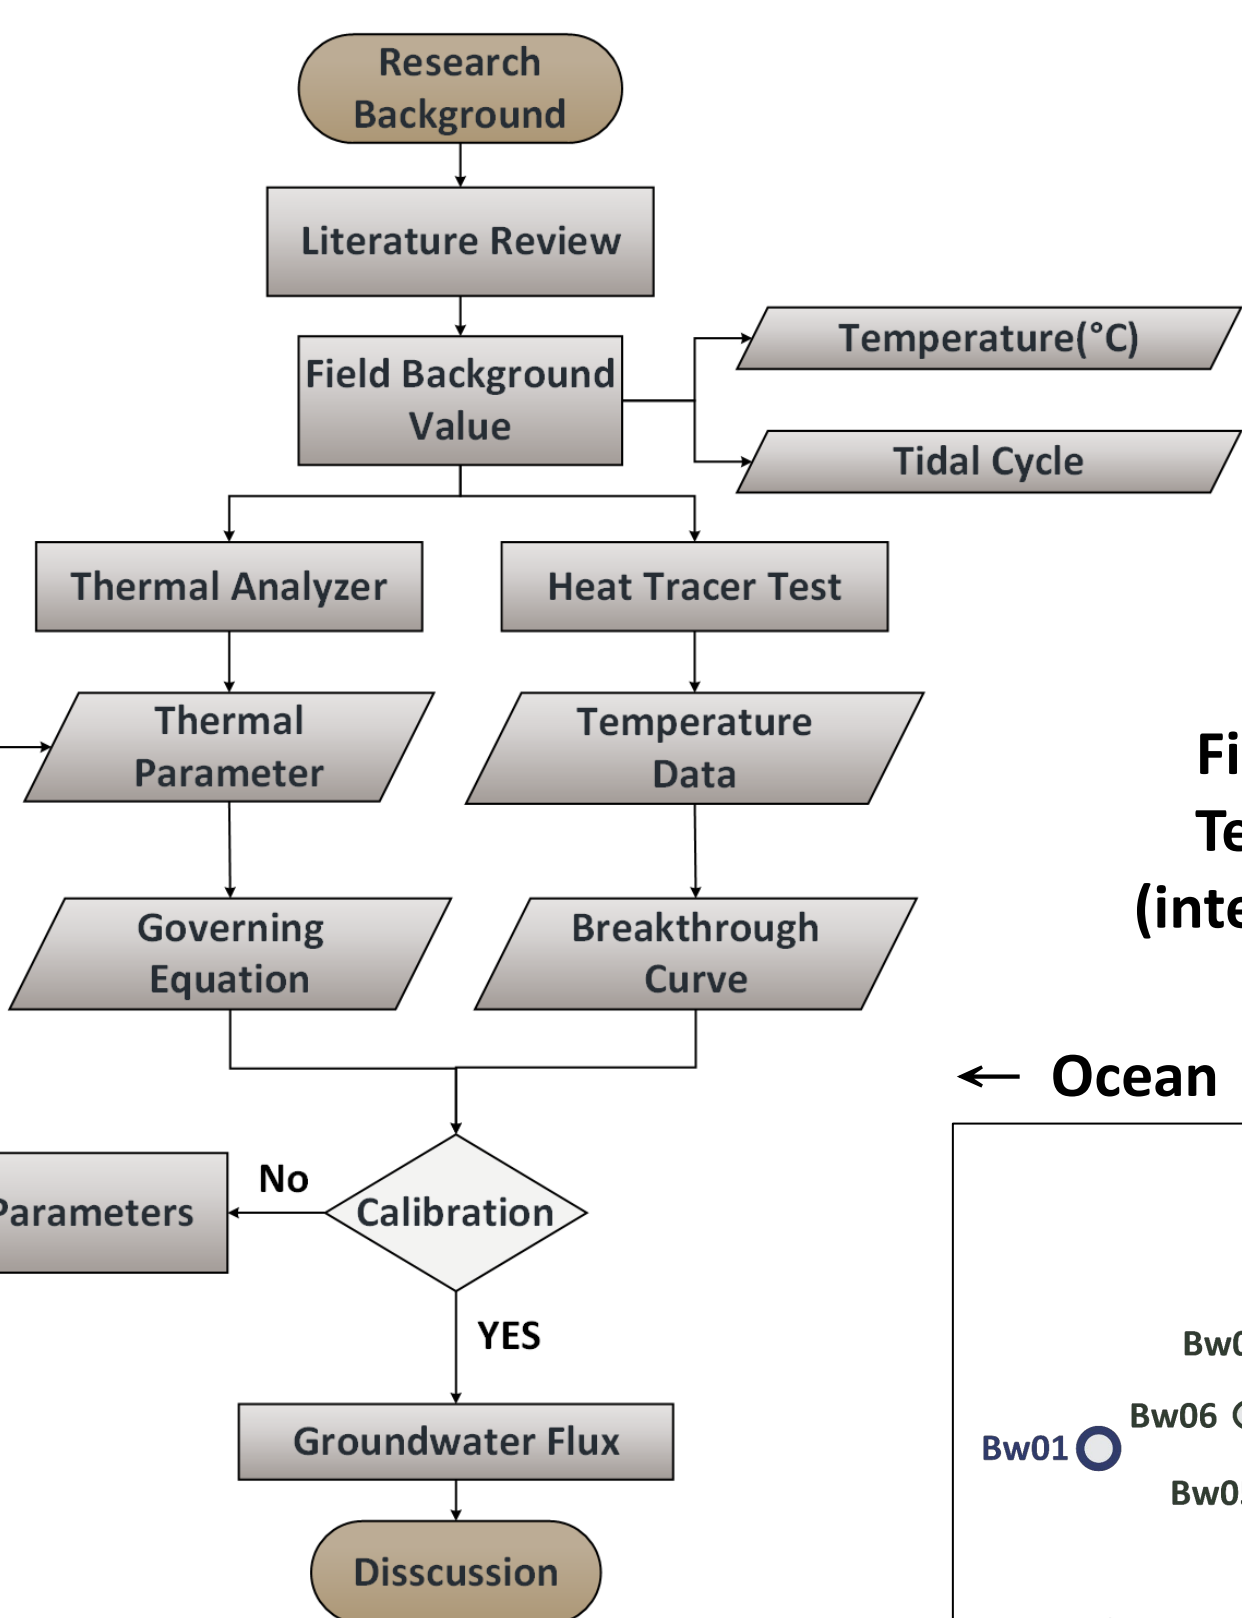 Research
Background
Literature Review
Field Background
Value
Temperature(°C)
Tidal Cycle
Thermal Analyzer
Heat Tracer Test
Thermal
Parameter
Temperature
Data
Governing
Equation
Breakthrough
Curve
← Ocean
No
Parameters
Calibration
YES
Bw06
Bw01
Groundwater Flux
Disscussion